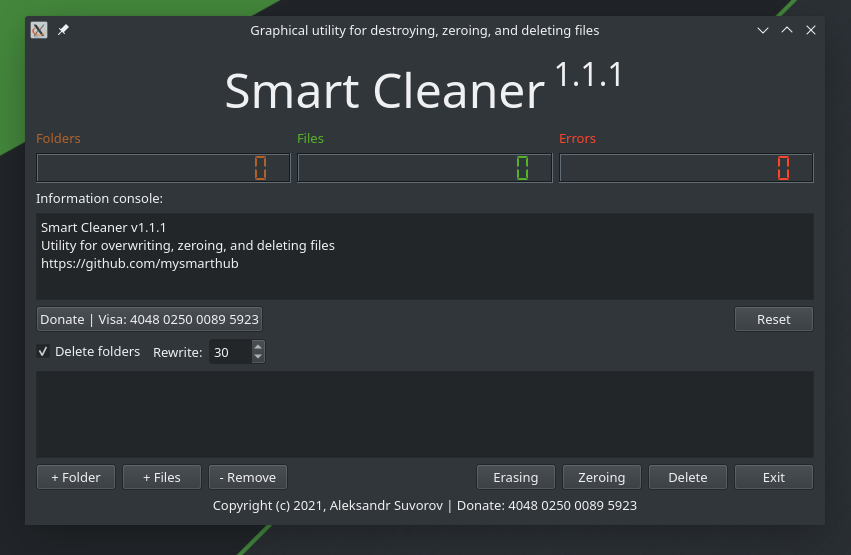 Graphical utility for destroying, zeroing, and deleting files
Smart Cleaner 1.1.1
Folders Files Errors
0 0 0
Information console:
Smart Cleaner v1.1.1
Utility for overwriting, zeroing, and deleting files
https://github.com/mysmarthub
Donate | Visa: 4048 0250 0089 5923 Reset
Delete folders Rewrite: 30
+ Folder + Files - Remove Erasing Zeroing Delete Exit
Copyright (c) 2021, Aleksandr Suvorov | Donate: 4048 0250 0089 5923